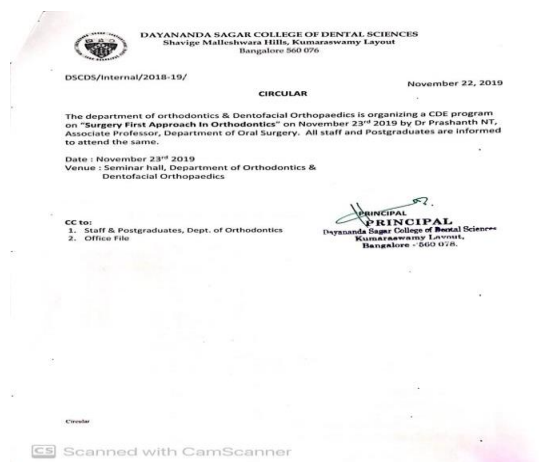 DAYANANDA SAGAR COLLEGE OF DENTAL SCIENCES
Shavige Malleshwara Hills, Kumaraswamy Layout
Bangalore 560 076
DSCDS/Internal/2018-19/
November 22, 2019
CIRCULAR
The department of orthodontics & Dentofacial Orthopaedics is organizing a CDE program
on "Surgery First Approach In Orthodontics" on November 23rd 2019 by Dr Prashanth NT,
Associate Professor, Department of Oral Surgery. All staff and Postgraduates are informed
to attend the same.
Date : November 23rd 2019
Venue : Seminar hall, Department of Orthodontics &
Dentofacial Orthopaedics
PRINCIPAL
CC to:
1. Staff & Postgraduates, Dept. of Orthodontics
2. Office File
PRINCIPAL
Dayananda Sagar College of Dental Sciences
Kumaraswamy Layout,
Bangalore - 560 078.
Circular
CS Scanned with CamScanner